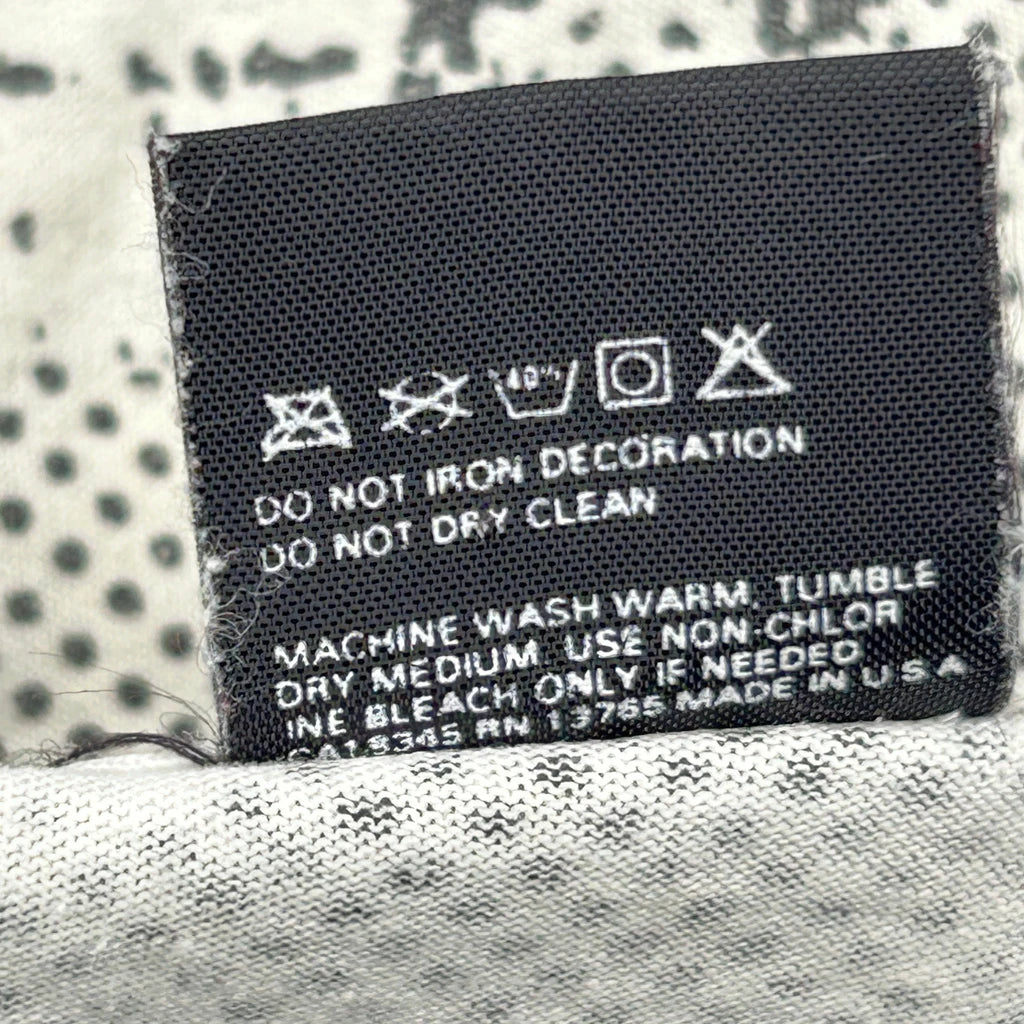 40°
DO NOT IRON DECORATION
DO NOT DRY CLEAN
MACHINE WASH WARM. TUMBLE
DRY MEDIUM. USE NON-CHLOR
INE BLEACH ONLY IF NEEDED
RN 13765 MADE IN U S A